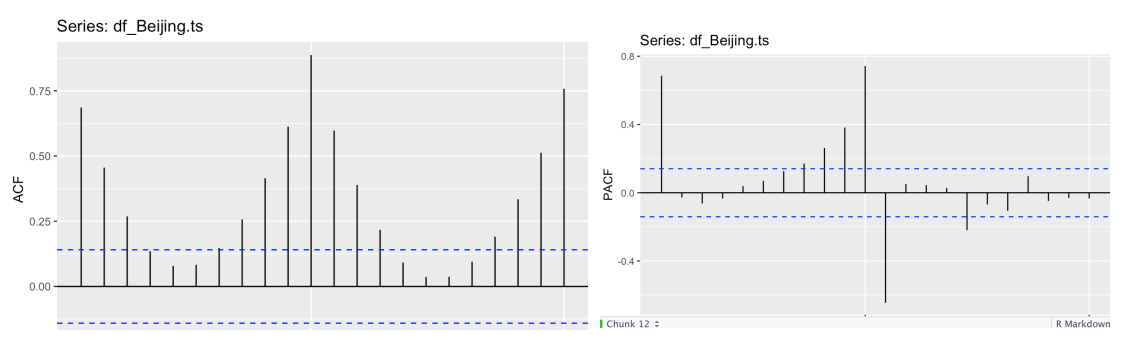 Series: df_Beijing.ts
ACF
0.75
0.50
0.25
0.00
Series: df_Beijing.ts
PACF
0.8
0.4
0.0
-0.4
Chunk 12
R Markdown